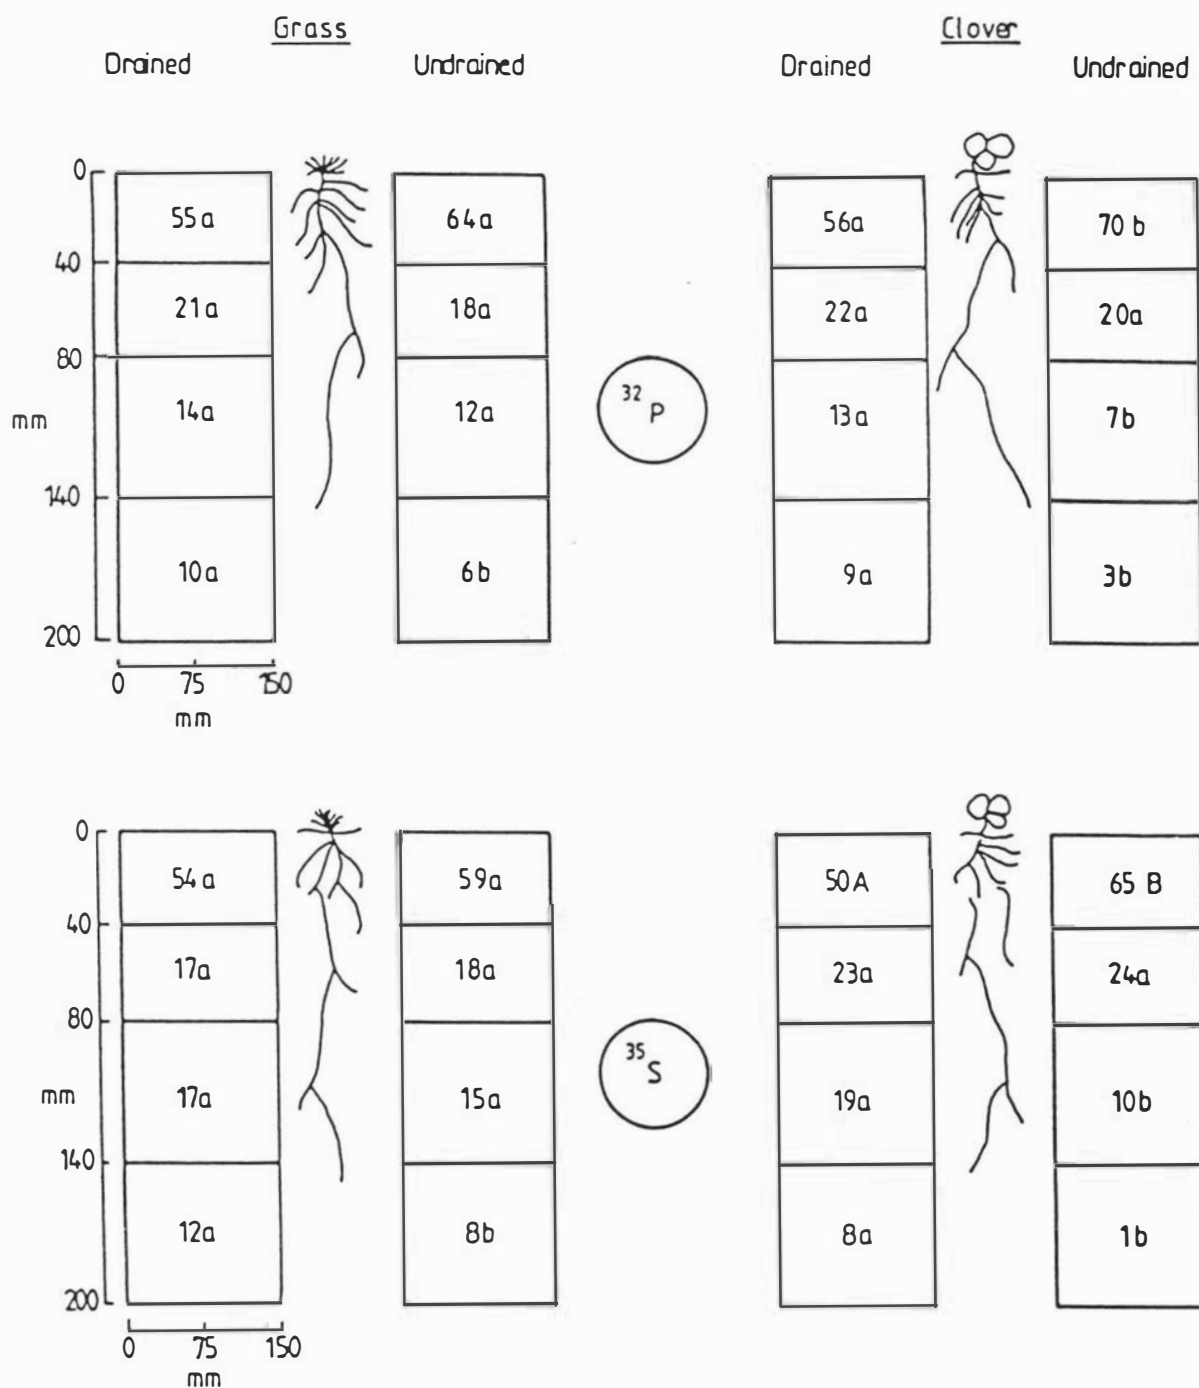 Grass Clover
Drained Undrained Drained Undrained
0
55a 64a 56a 70 b
40
21a 18a 22a 20a
80
32 P
mm 14a 12a 13a 7b
140
10a 6b 9a 3b
200
0 75 150
mm
0
54a 59a 50A 65 B
40
17a 18a 23a 24a
80
35 S
mm 17a 15a 19a 10b
140
12a 8b 8a 1b
200
0 75 150
mm